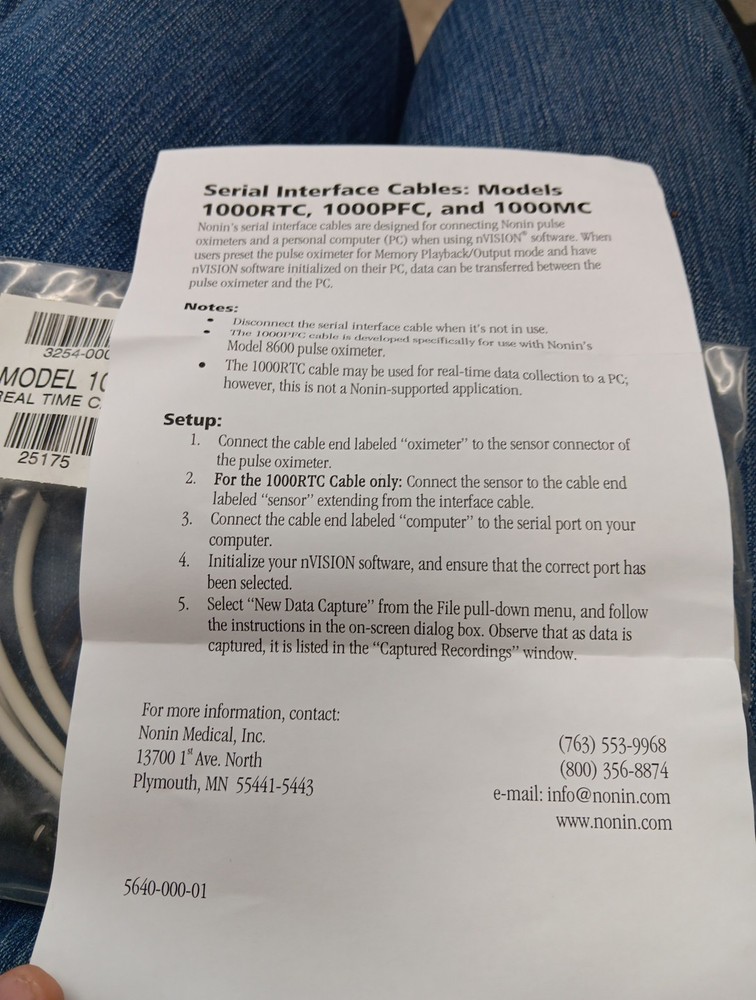 Serial Interface Cables: Models
1000RTC, 1000PFC, and 1000MC
Nonin's serial interface cables are designed for connecting Nonin pulse
oximeters and a personal computer (PC) when using nVISION® software. When
users preset the pulse oximeter for Memory Playback/Output mode and have
nVISION software initialized on their PC, data can be transferred between the
pulse oximeter and the PC.
Notes:
• Disconnect the serial interface cable when it's not in use.
• The 1000PFC cable is developed specifically for use with Nonin's
Model 8600 pulse oximeter.
• The 1000RTC cable may be used for real-time data collection to a PC;
however, this is not a Nonin-supported application.
Setup:
1. Connect the cable end labeled "oximeter" to the sensor connector of
the pulse oximeter.
2. For the 1000RTC Cable only: Connect the sensor to the cable end
labeled "sensor" extending from the interface cable.
3. Connect the cable end labeled "computer" to the serial port on your
computer.
4. Initialize your nVISION software, and ensure that the correct port has
been selected.
5. Select "New Data Capture" from the File pull-down menu, and follow
the instructions in the on-screen dialog box. Observe that as data is
captured, it is listed in the "Captured Recordings" window.
For more information, contact:
Nonin Medical, Inc.
13700 1st Ave. North
Plymouth, MN 55441-5443
(763) 553-9968
(800) 356-8874
e-mail: info@nonin.com
www.nonin.com
5640-000-01
3254-00
MODEL 10
REAL TIME C
25175